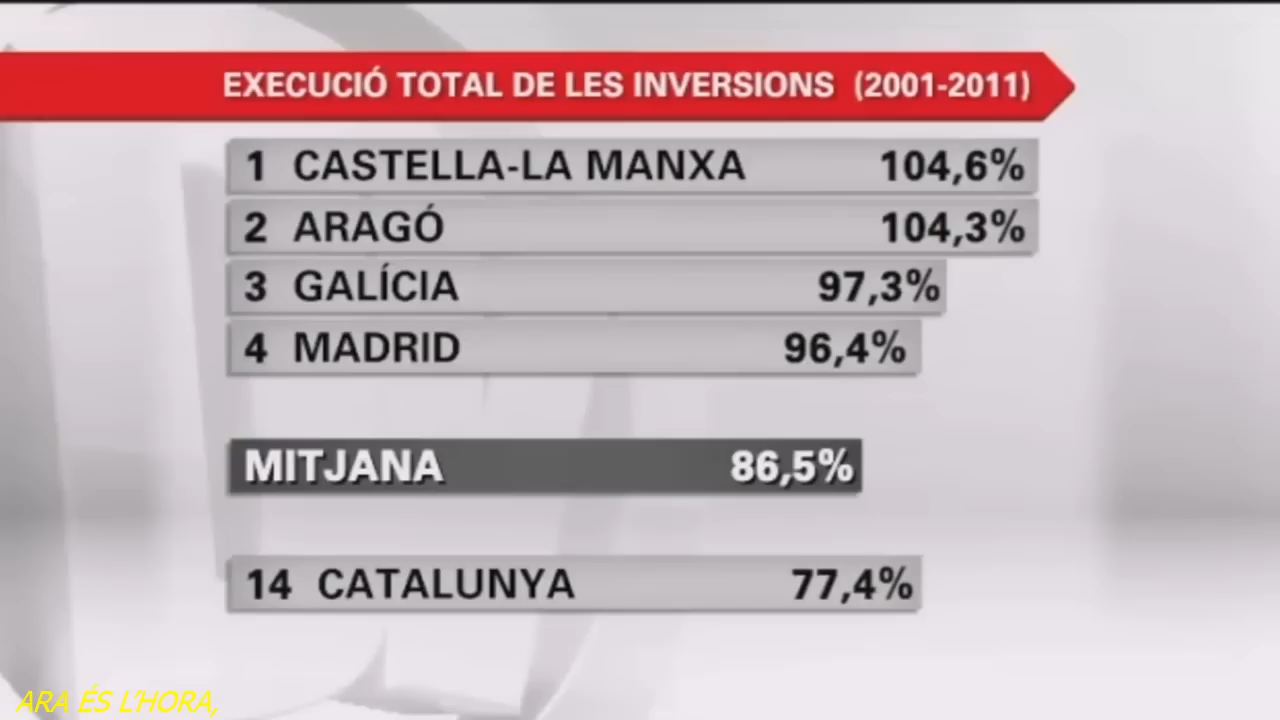 EXECUCIÓ TOTAL DE LES INVERSIONS (2001-2011)
1 CASTELLA-LA MANXA 104,6%
2 ARAGÓ 104,3%
3 GALÍCIA 97,3%
4 MADRID 96,4%
MITJANA 86,5%
14 CATALUNYA 77,4%
ARA ÉS L'HORA,